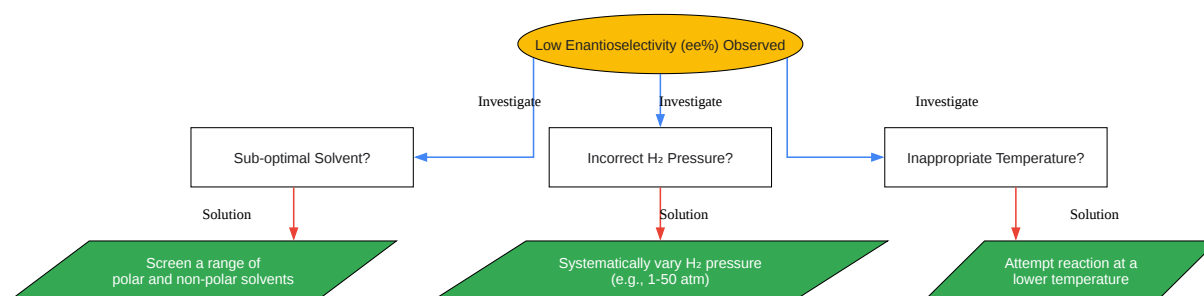 Low Enantioselectivity (ee%) Observed
Investigate
Investigate
Investigate
Sub-optimal Solvent?
Incorrect H₂ Pressure?
Inappropriate Temperature?
Solution
Solution
Solution
Screen a range of
polar and non-polar solvents
Systematically vary H₂ pressure
(e.g., 1-50 atm)
Attempt reaction at a
lower temperature